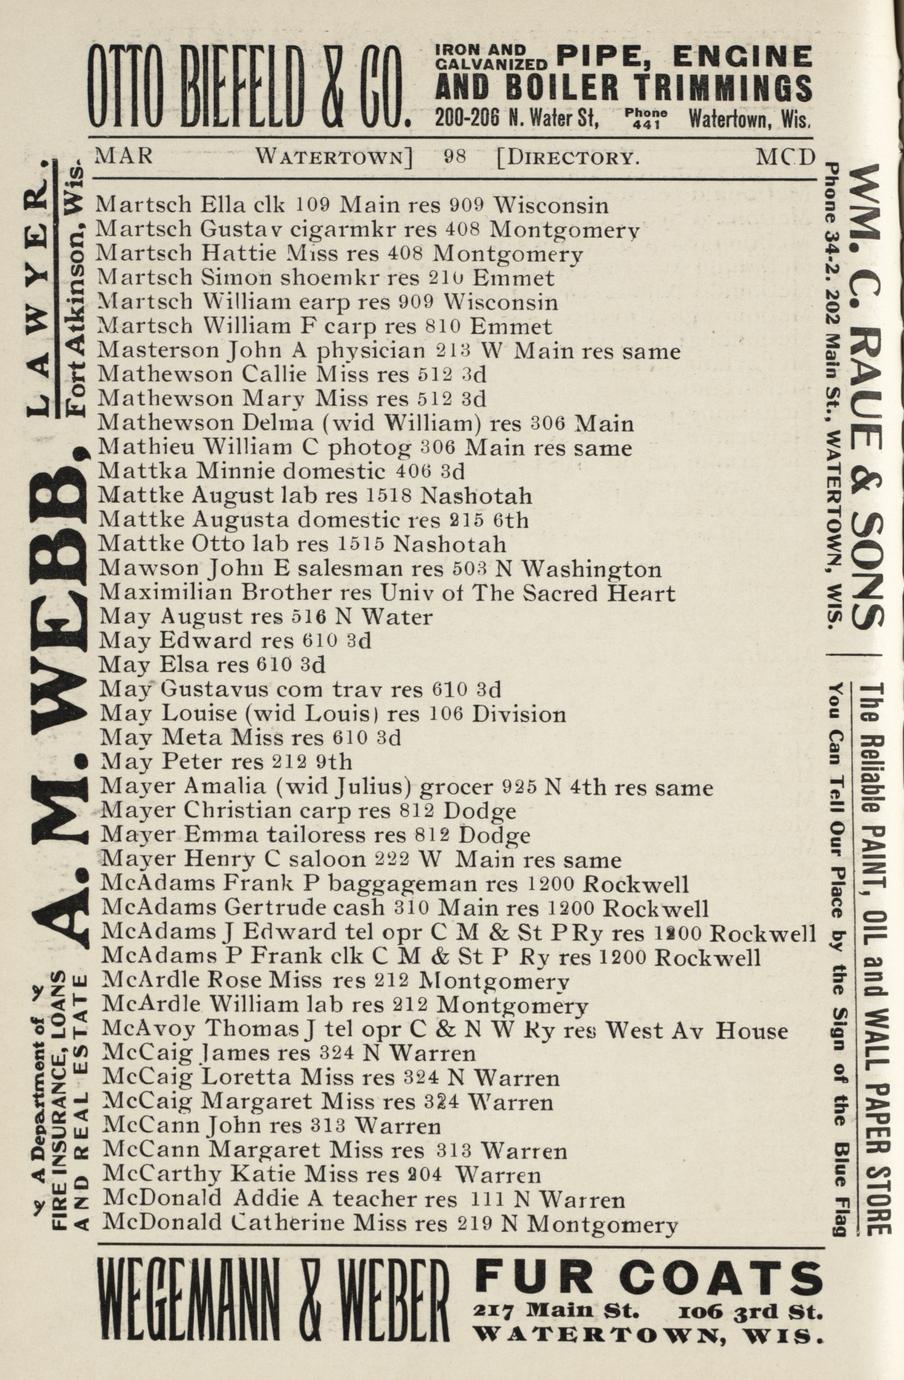 OTTO BIEFELD & CO.
IRON AND GALVANIZED PIPE, ENGINE
AND BOILER TRIMMINGS
200-206 N. Water St, Phone 441 Watertown, Wis.
MAR WATERTOWN] 98 [DIRECTORY. MCD
Martsch Ella clk 109 Main res 909 Wisconsin
Martsch Gustav cigarmkr res 408 Montgomery
Martsch Hattie Miss res 408 Montgomery
Martsch Simon shoemkr res 210 Emmet
Martsch William earp res 909 Wisconsin
Martsch William F carp res 810 Emmet
Masterson John A physician 213 W Main res same
Mathewson Callie Miss res 512 3d
Mathewson Mary Miss res 512 3d
Mathewson Delma (wid William) res 306 Main
Mathieu William C photog 306 Main res same
Mattka Minnie domestic 406 3d
Mattke August lab res 1518 Nashotah
Mattke Augusta domestic res 215 6th
Mattke Otto lab res 1515 Nashotah
Mawson John E salesman res 503 N Washington
Maximilian Brother res Univ of The Sacred Heart
May August res 516 N Water
May Edward res 610 3d
May Elsa res 610 3d
May Gustavus com trav res 610 3d
May Louise (wid Louis) res 106 Division
May Meta Miss res 610 3d
May Peter res 212 9th
Mayer Amalia (wid Julius) grocer 925 N 4th res same
Mayer Christian carp res 812 Dodge
Mayer Emma tailoress res 812 Dodge
Mayer Henry C saloon 222 W Main res same
McAdams Frank P baggageman res 1200 Rockwell
McAdams Gertrude cash 310 Main res 1200 Rockwell
McAdams J Edward tel opr C M & St P Ry res 1200 Rockwell
McAdams P Frank clk C M & St P Ry res 1200 Rockwell
McArdle Rose Miss res 212 Montgomery
McArdle William lab res 212 Montgomery
McAvoy Thomas J tel opr C & N W Ry res West Av House
McCaig James res 324 N Warren
McCaig Loretta Miss res 324 N Warren
McCaig Margaret Miss res 324 Warren
McCann John res 313 Warren
McCann Margaret Miss res 313 Warren
McCarthy Katie Miss res 204 Warren
McDonald Addie A teacher res 111 N Warren
McDonald Catherine Miss res 219 N Montgomery
WEGEMANN & WEBER
FUR COATS
217 Main St. 106 3rd St.
WATERTOWN, WIS.
A. M. WEBB,
LAWYER.
Fort Atkinson, Wis.
A Department of
FIRE INSURANCE, LOANS
AND REAL ESTATE
WM. C. RAUE & SONS
Phone 34-2. 202 Main St., WATERTOWN, WIS.
The Reliable PAINT, OIL and WALL PAPER STORE
You Can Tell Our Place by the Sign of the Blue Flag